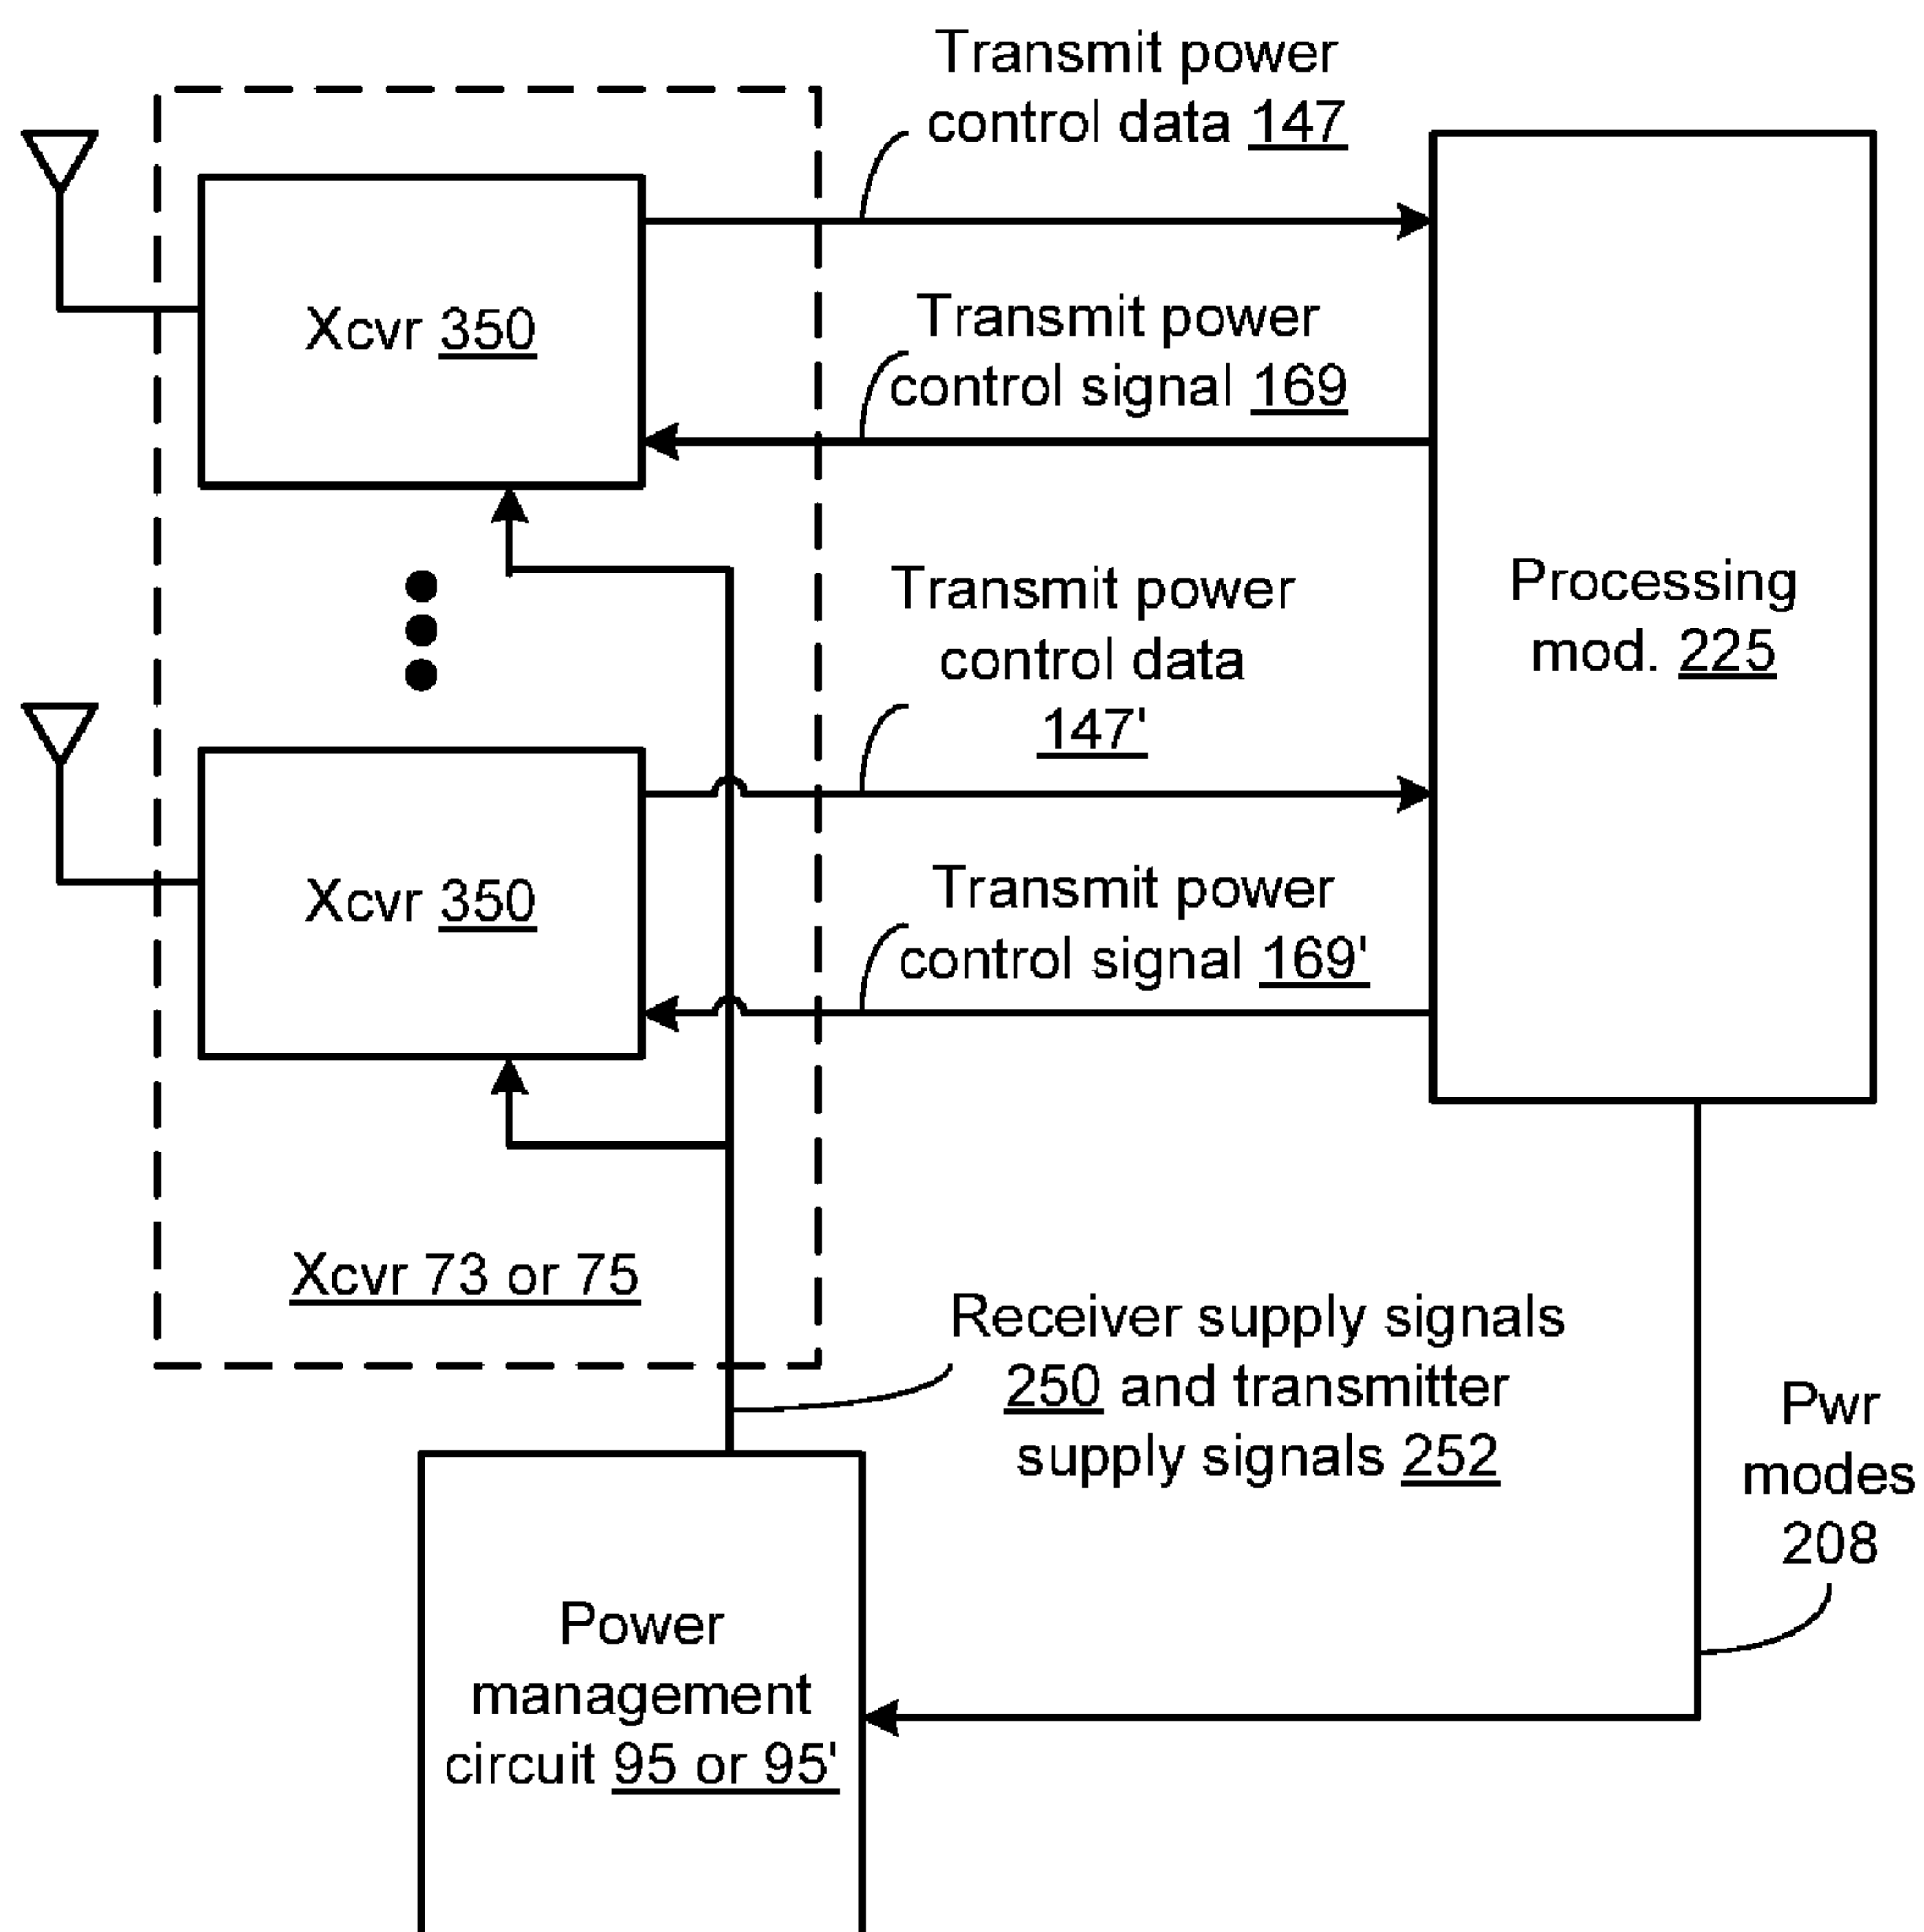 Transmit power
control data 147
Xcvr 350
Transmit power
control signal 169
Transmit power
control data
147'
Processing
mod. 225
Xcvr 350
Transmit power
control signal 169'
Xcvr 73 or 75
Receiver supply signals
250 and transmitter
supply signals 252
Pwr
modes
208
Power
management
circuit 95 or 95'